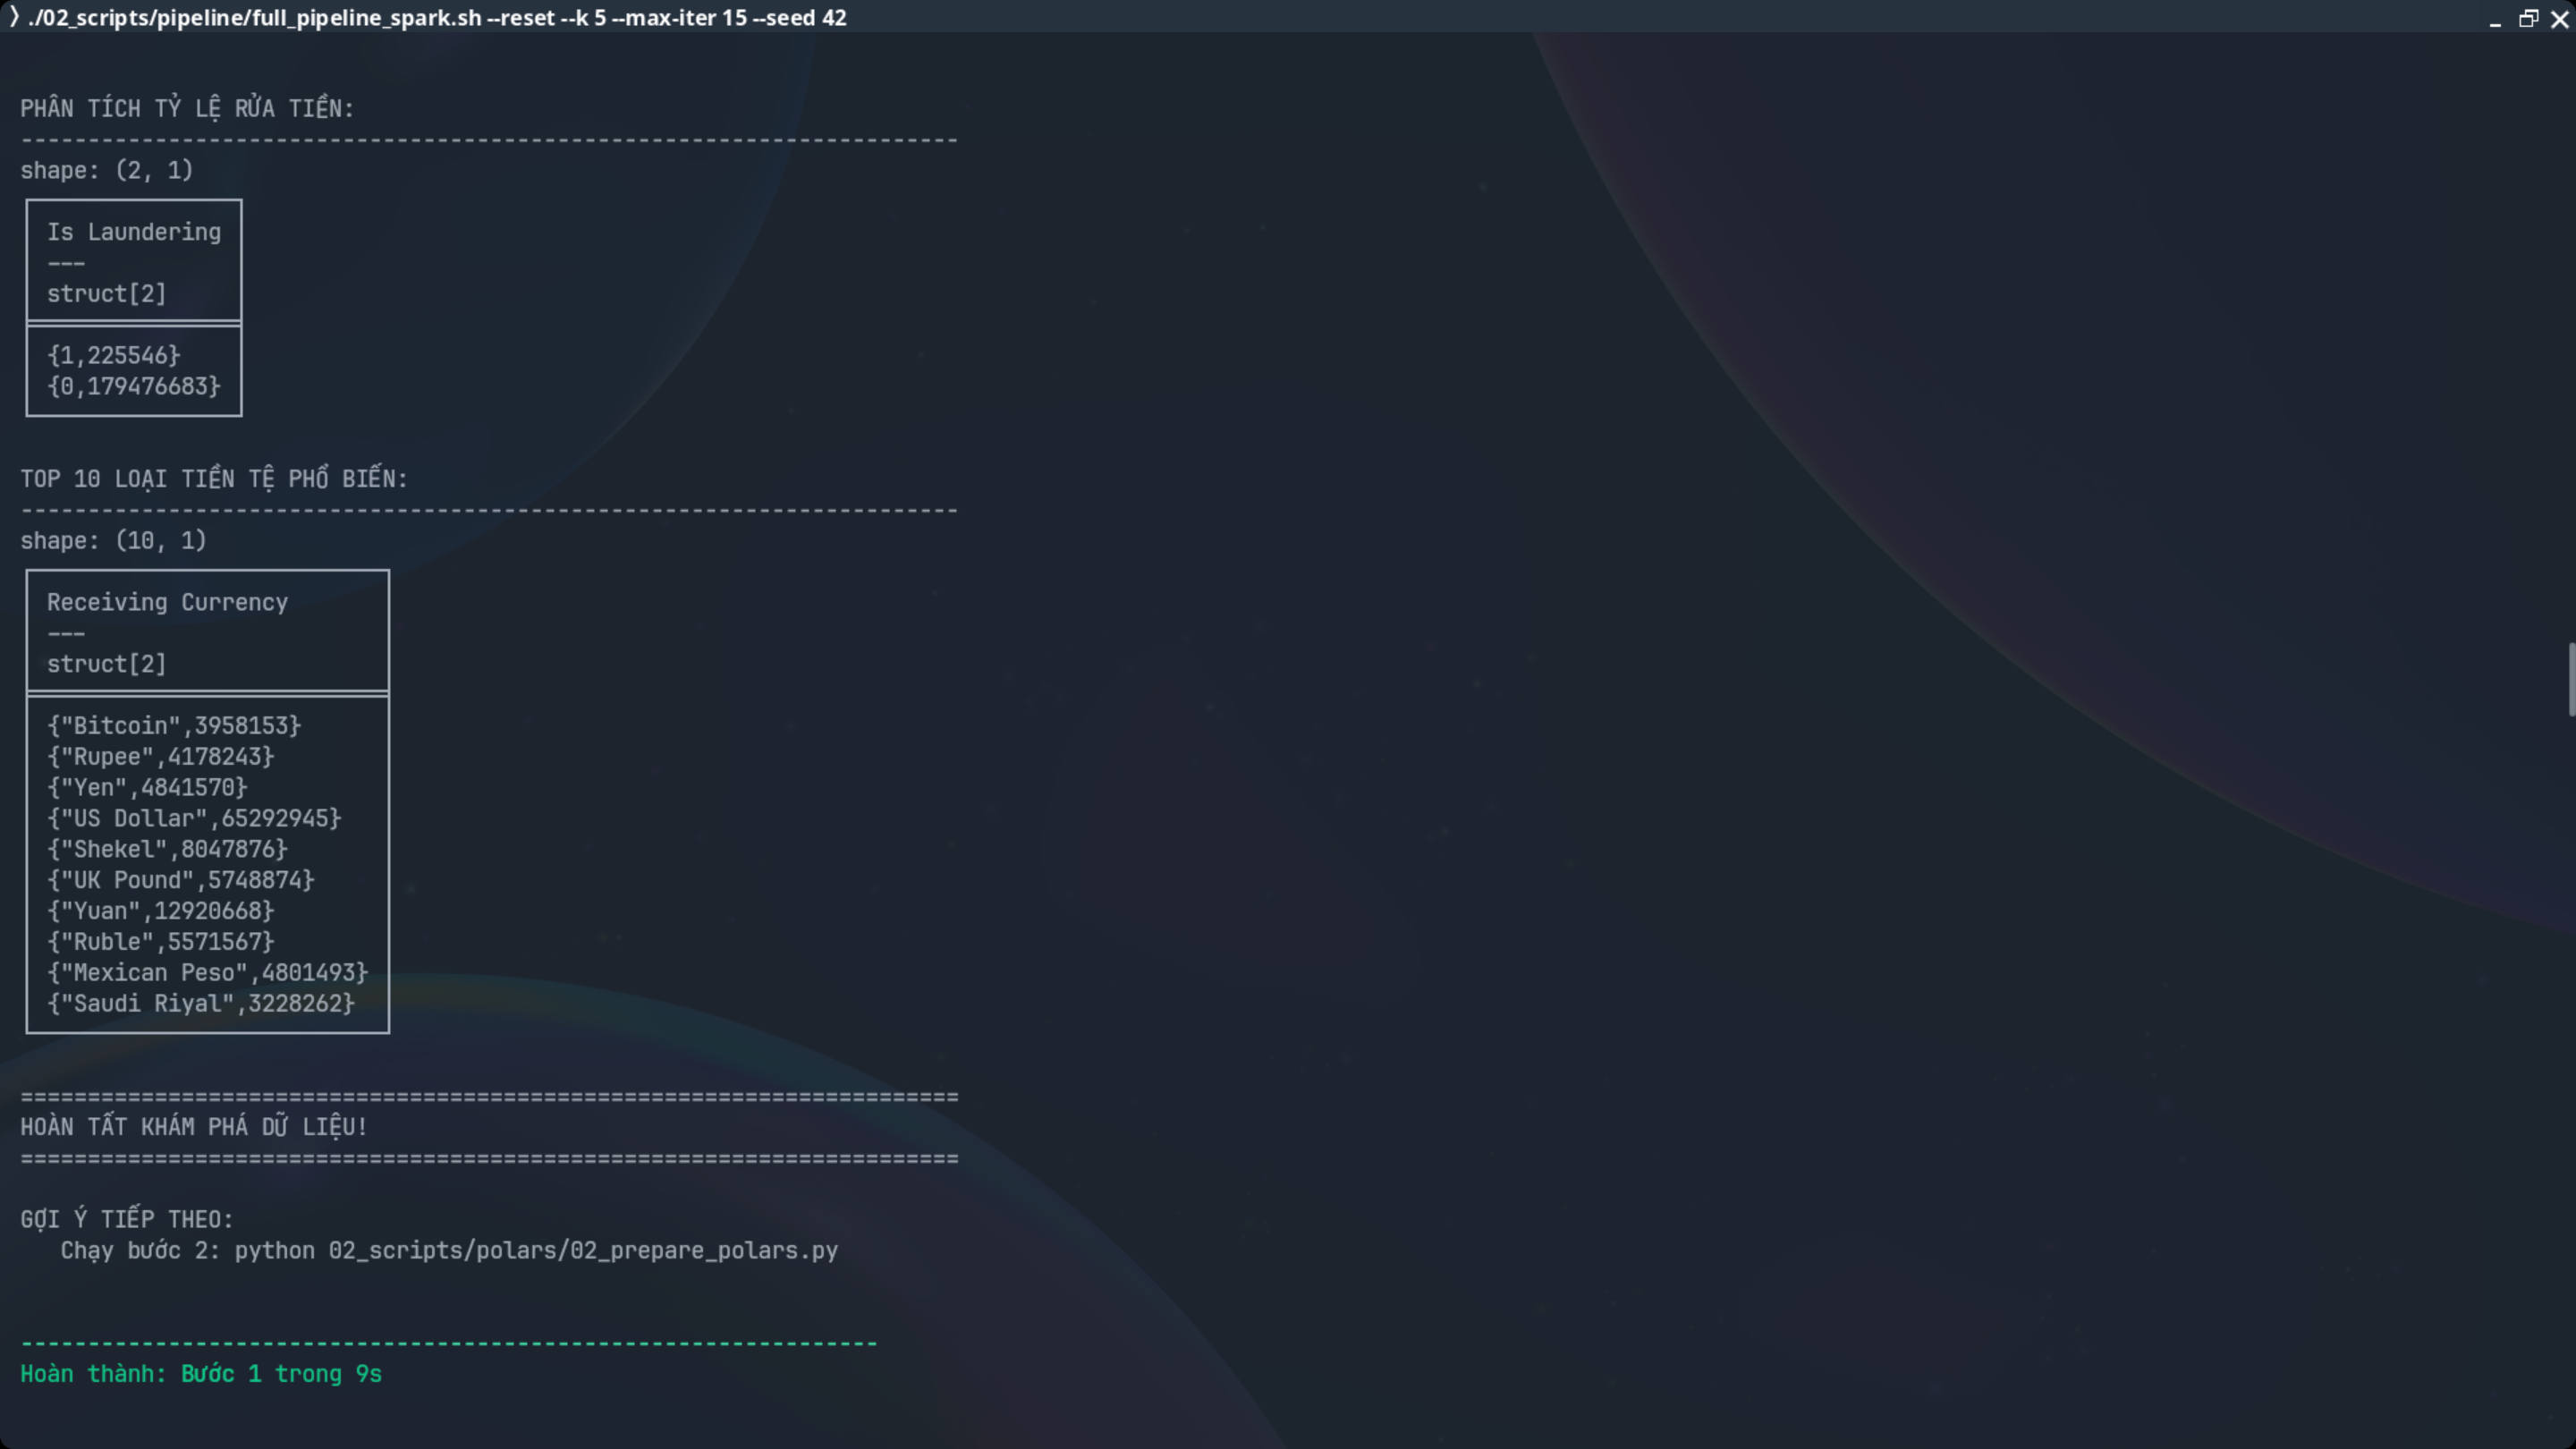 ❯ ./02_scripts/pipeline/full_pipeline_spark.sh --reset --k 5 --max-iter 15 --seed 42
PHÂN TÍCH TỶ LỆ RỬA TIỀN:
----------------------------------------------------------------------
shape: (2, 1)
Is Laundering
---
struct[2]
{1,225546}
{0,179476683}
TOP 10 LOẠI TIỀN TỆ PHỔ BIẾN:
----------------------------------------------------------------------
shape: (10, 1)
Receiving Currency
---
struct[2]
{"Bitcoin",3958153}
{"Rupee",4178243}
{"Yen",4841570}
{"US Dollar",65292945}
{"Shekel",8047876}
{"UK Pound",5748874}
{"Yuan",12920668}
{"Ruble",5571567}
{"Mexican Peso",4801493}
{"Saudi Riyal",3228262}
======================================================================
HOÀN TẤT KHÁM PHÁ DỮ LIỆU!
======================================================================
GỢI Ý TIẾP THEO:
Chạy bước 2: python 02_scripts/polars/02_prepare_polars.py
----------------------------------------------------------------
Hoàn thành: Bước 1 trong 9s